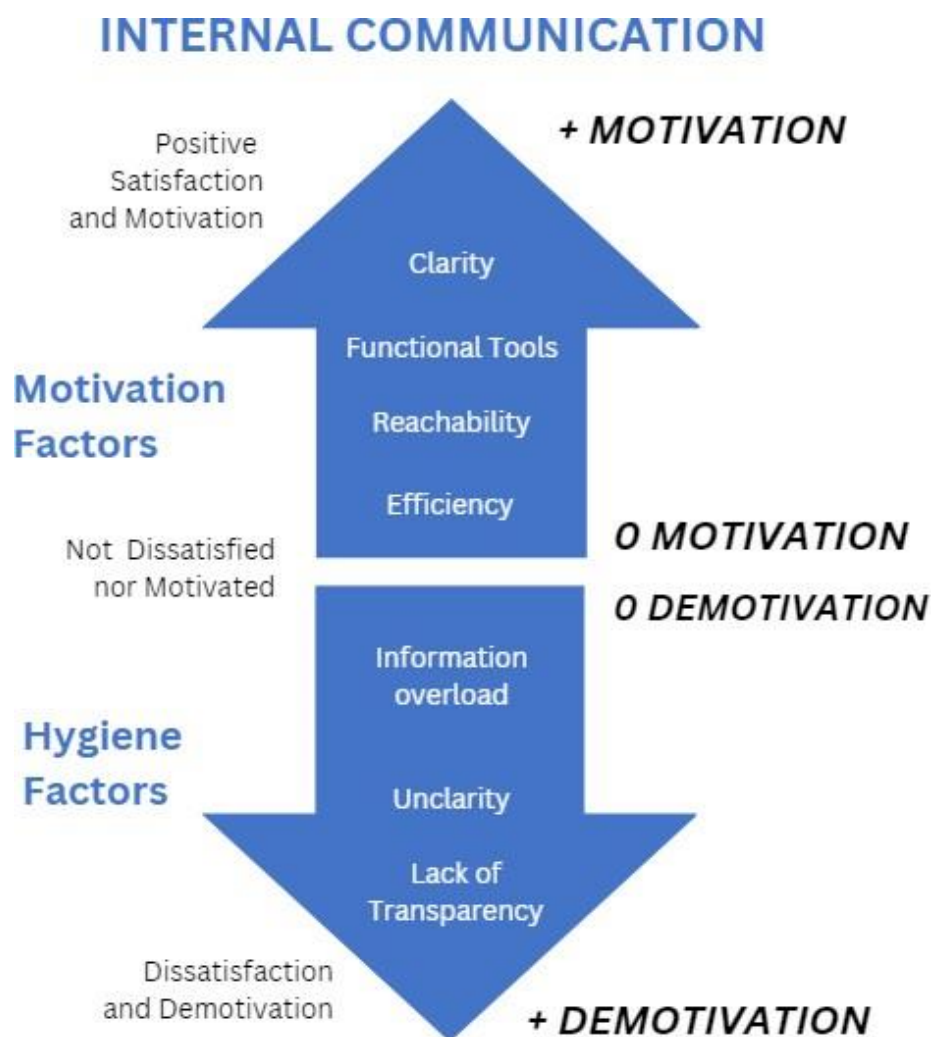 INTERNAL COMMUNICATION
+ MOTIVATION
Positive
Satisfaction
and Motivation
Clarity
Functional Tools
Motivation
Factors
Reachability
Efficiency
Not Dissatisfied
nor Motivated
0 MOTIVATION
0 DEMOTIVATION
Information
overload
Hygiene
Factors
Unclarity
Lack of
Transparency
Dissatisfaction
and Demotivation
+ DEMOTIVATION